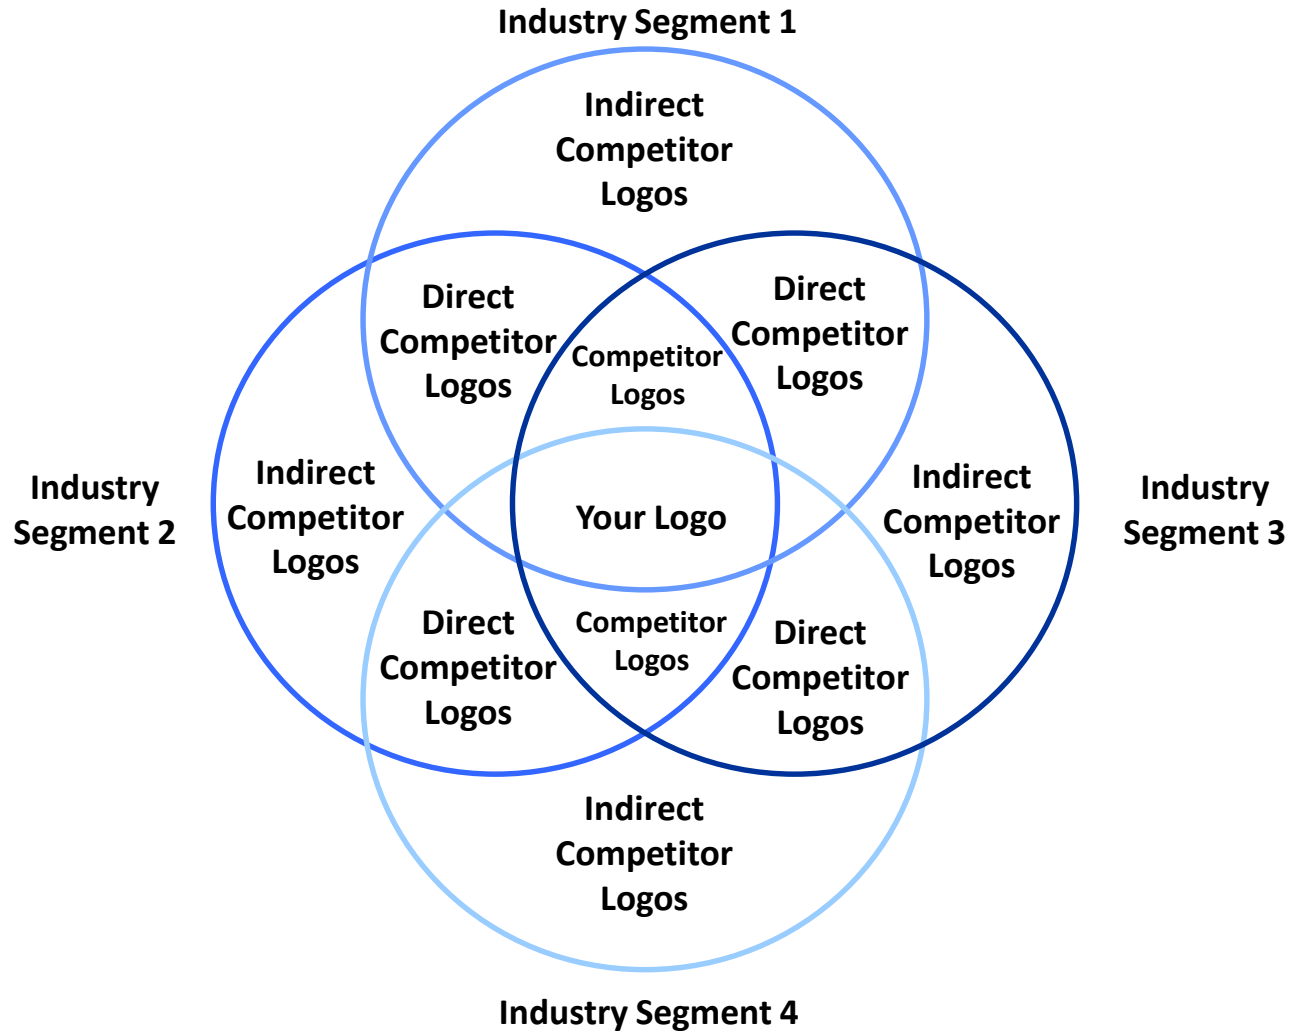 Industry Segment 1
Indirect
Competitor
Logos
Direct
Competitor
Logos
Competitor
Logos
Direct
Competitor
Logos
Industry
Segment 2
Indirect
Competitor
Logos
Your Logo
Indirect
Competitor
Logos
Industry
Segment 3
Direct
Competitor
Logos
Competitor
Logos
Direct
Competitor
Logos
Indirect
Competitor
Logos
Industry Segment 4